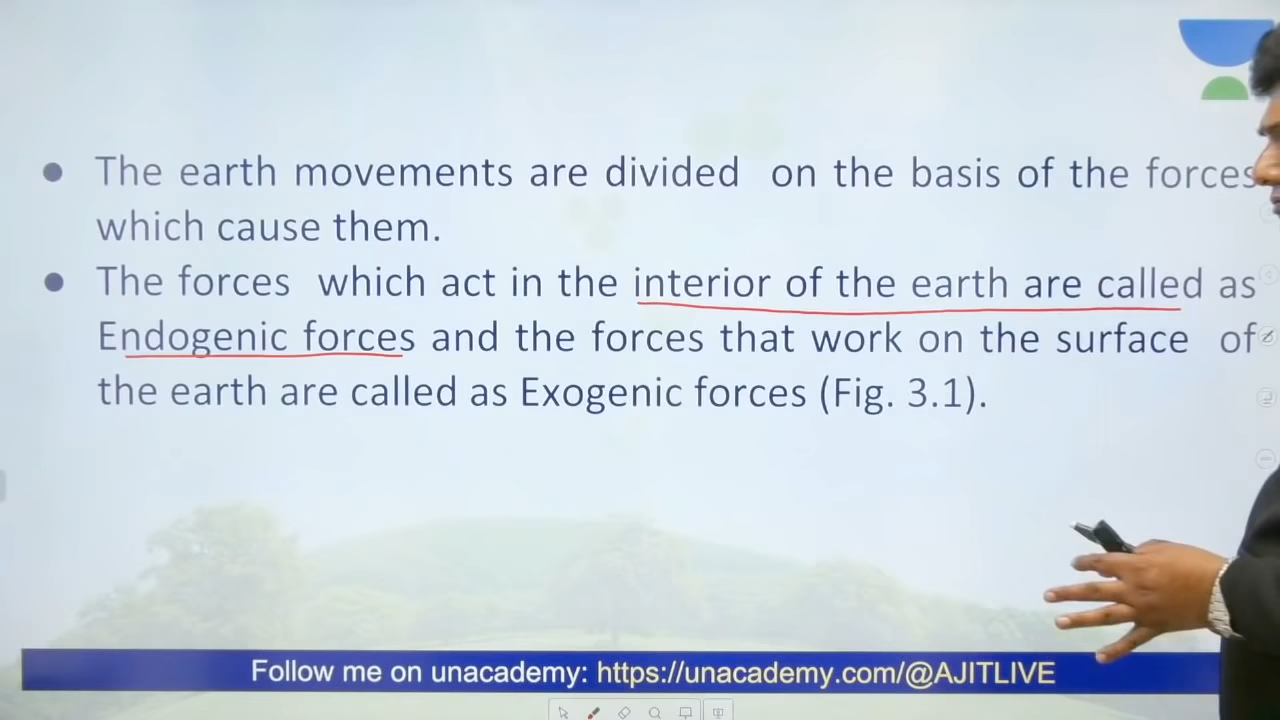 ● The earth movements are divided on the basis of the forces
which cause them.
● The forces which act in the interior of the earth are called as
Endogenic forces and the forces that work on the surface of
the earth are called as Exogenic forces (Fig. 3.1).
Follow me on unacademy: https://unacademy.com/@AJITLIVE